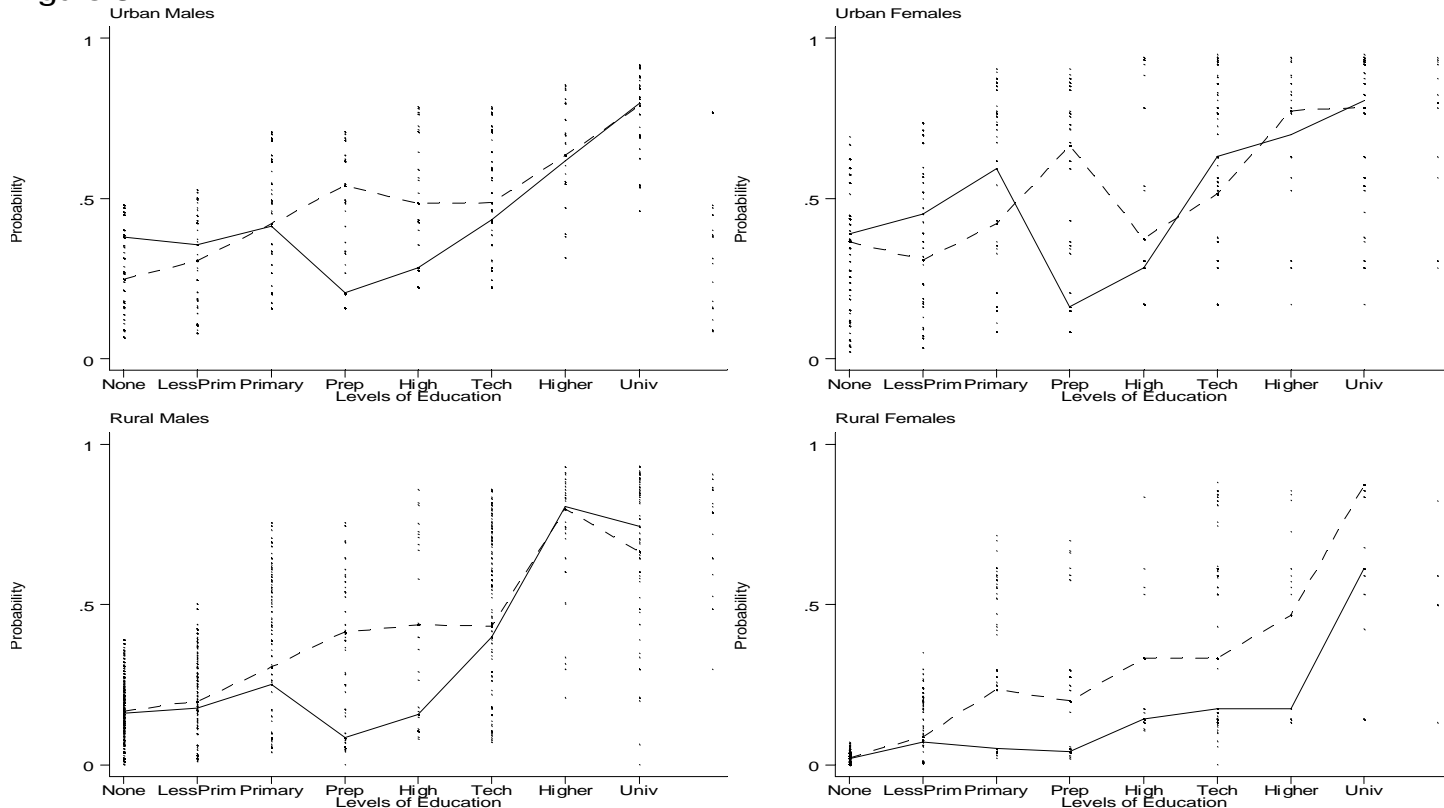 Urban Males
1
.5
0
Probability
None LessPrim Primary Prep High Tech Higher Univ
Levels of Education
Urban Females
1
.5
0
Probability
None LessPrim Primary Prep High Tech Higher Univ
Levels of Education
Rural Males
1
.5
0
Probability
None LessPrim Primary Prep High Tech Higher Univ
Levels of Education
Rural Females
1
.5
0
Probability
None LessPrim Primary Prep High Tech Higher Univ
Levels of Education